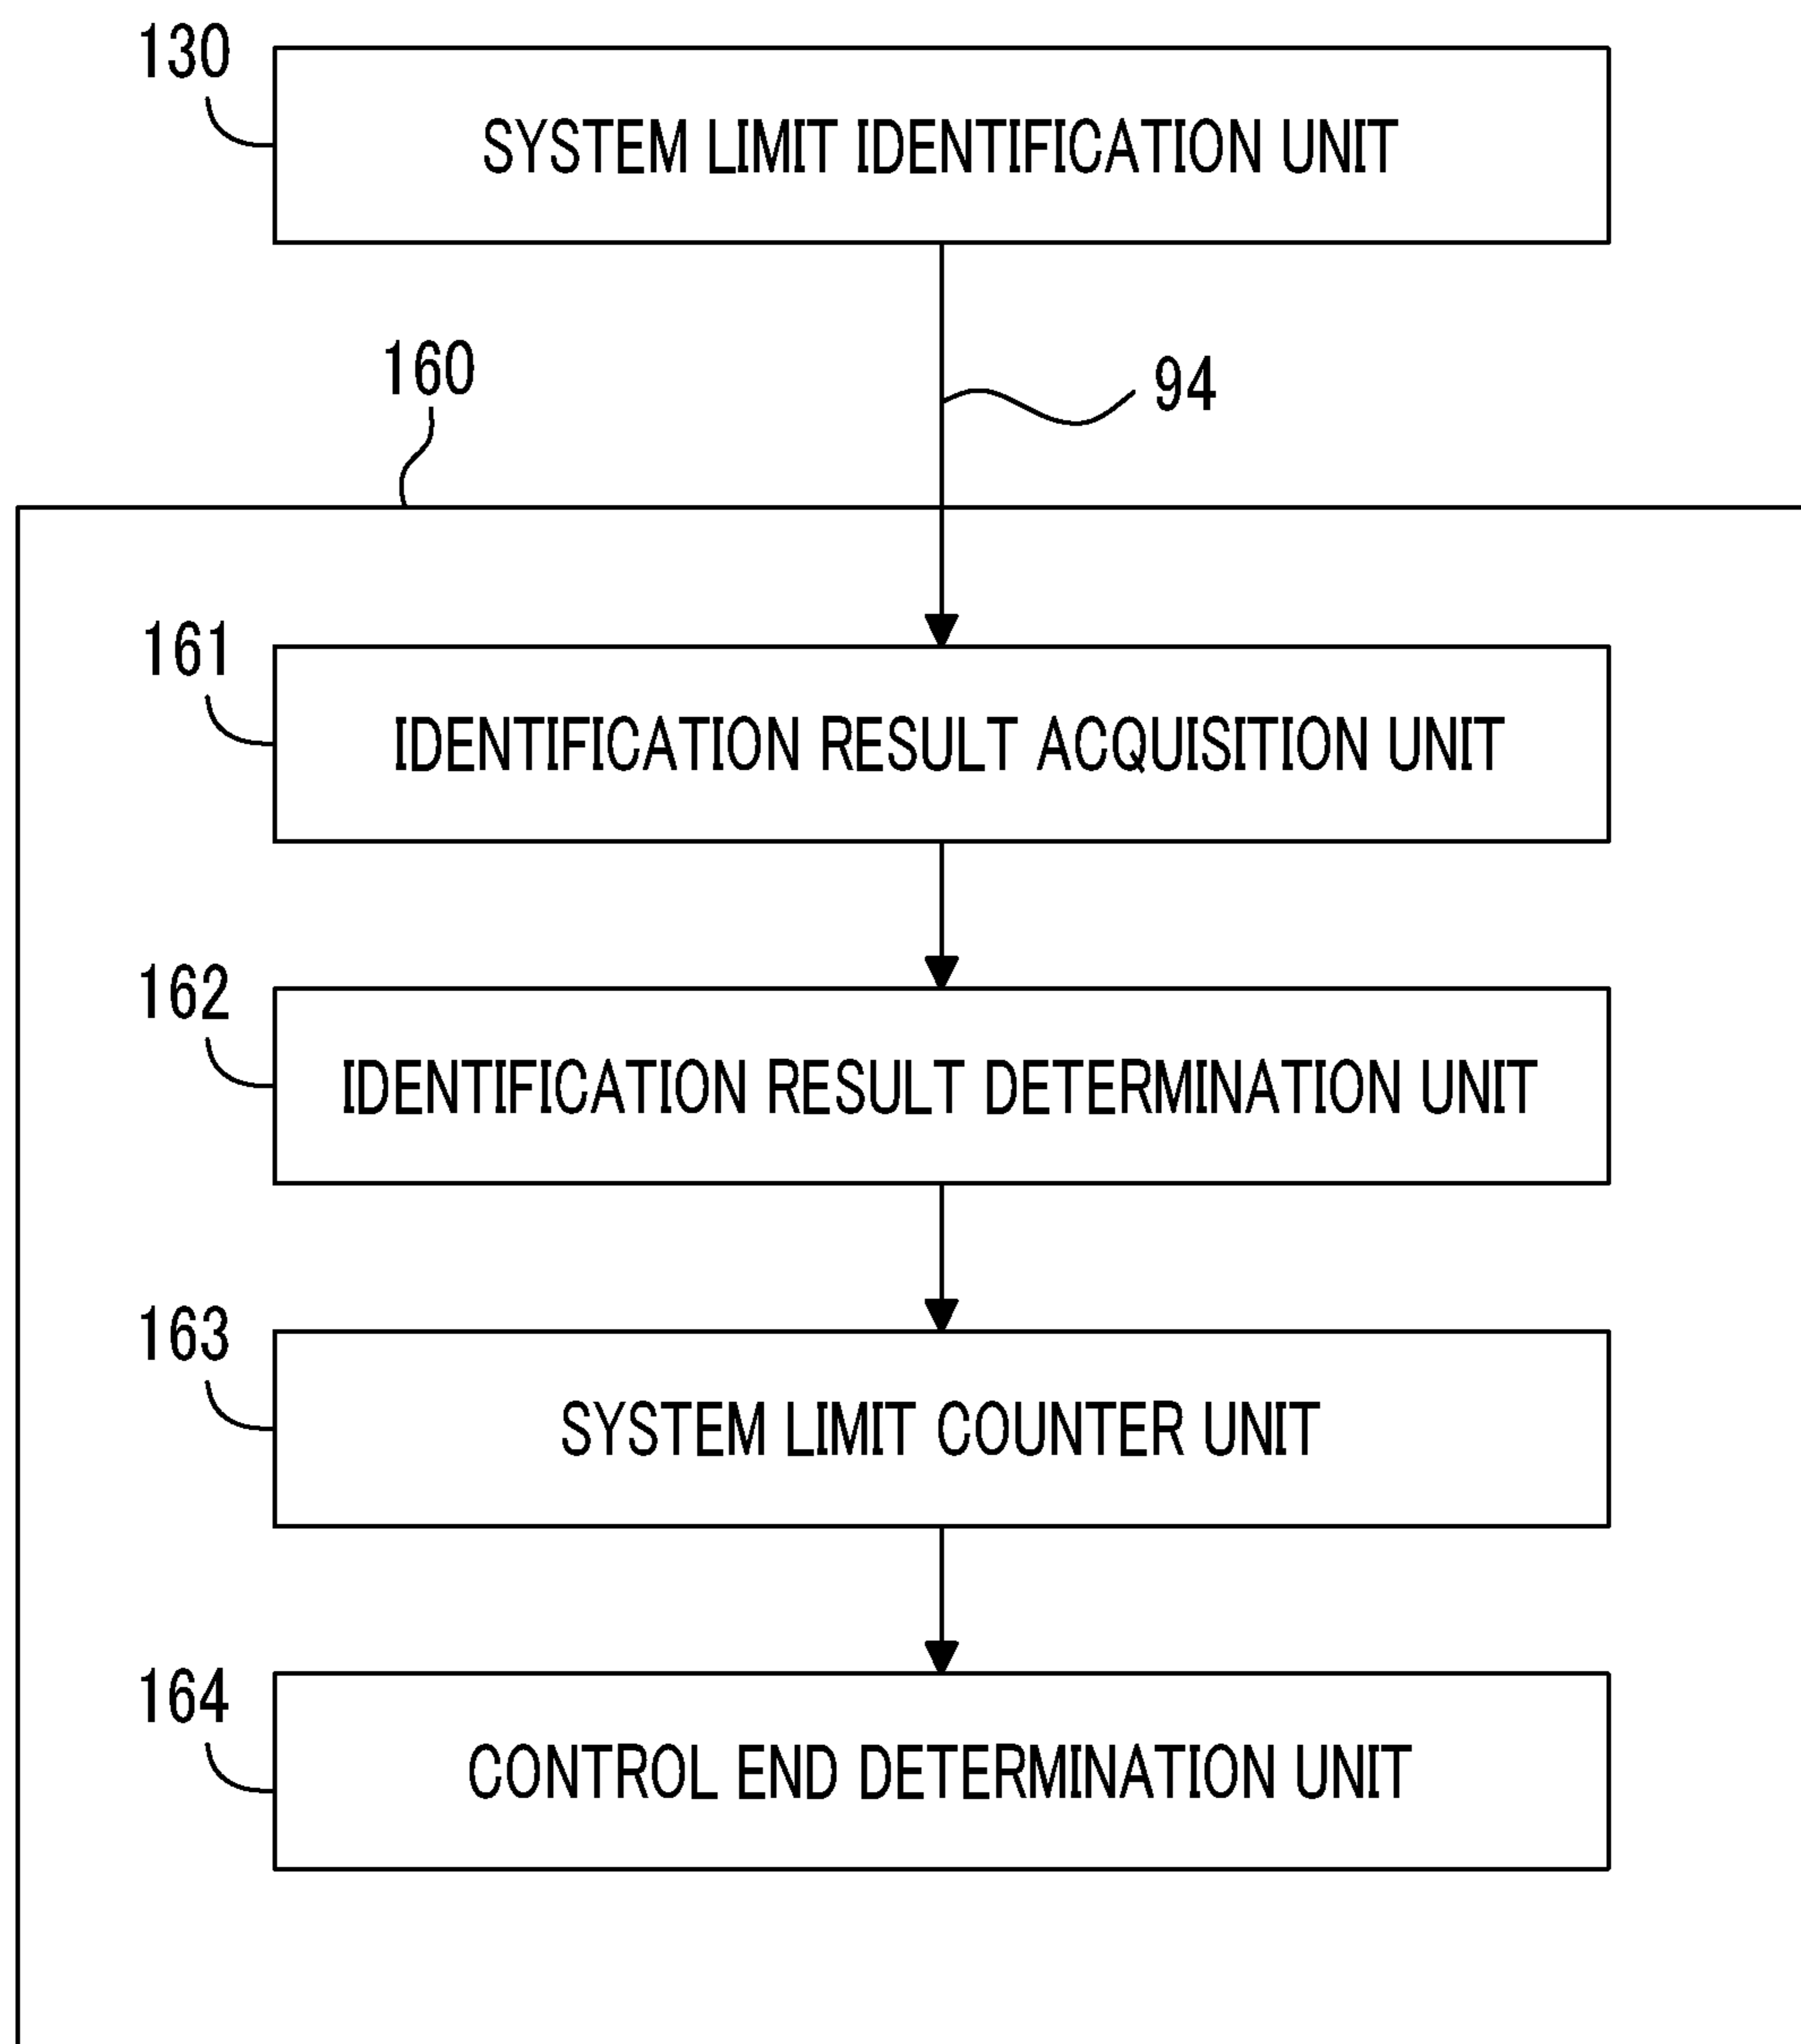 130
SYSTEM LIMIT IDENTIFICATION UNIT
160
94
161
IDENTIFICATION RESULT ACQUISITION UNIT
162
IDENTIFICATION RESULT DETERMINATION UNIT
163
SYSTEM LIMIT COUNTER UNIT
164
CONTROL END DETERMINATION UNIT